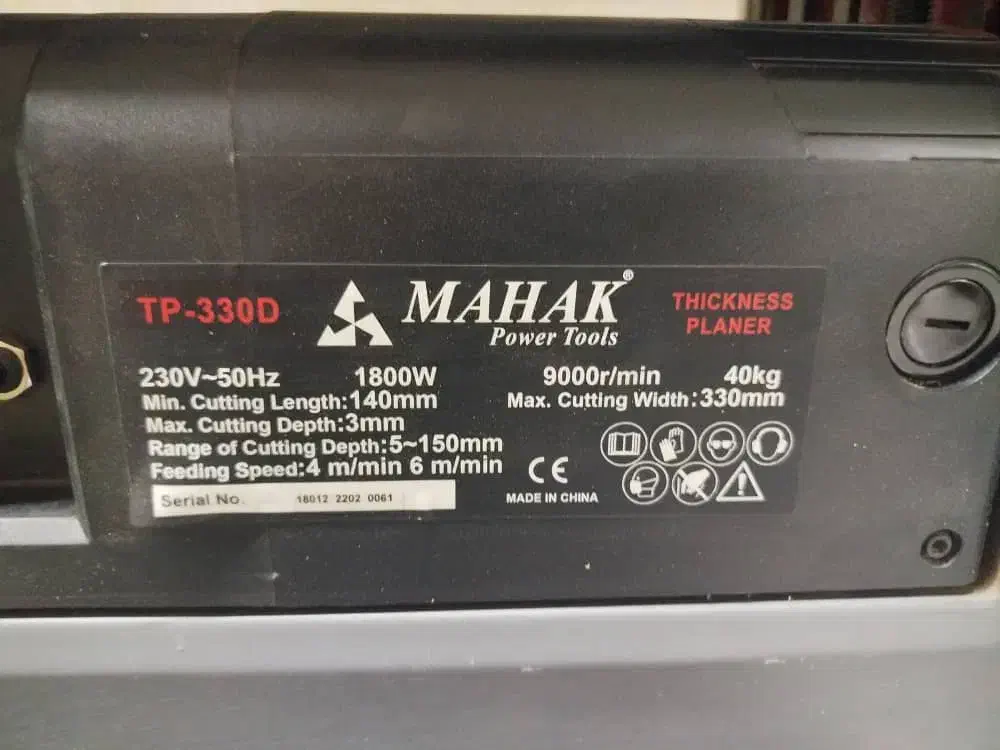 TP-330D
MAHAK®
Power Tools
THICKNESS
PLANER
230V~50Hz 1800W 9000r/min 40kg
Min. Cutting Length:140mm Max. Cutting Width:330mm
Max. Cutting Depth:3mm
Range of Cutting Depth:5~150mm
Feeding Speed:4 m/min 6 m/min
CE
Serial No. 18012 2202 0061
MADE IN CHINA